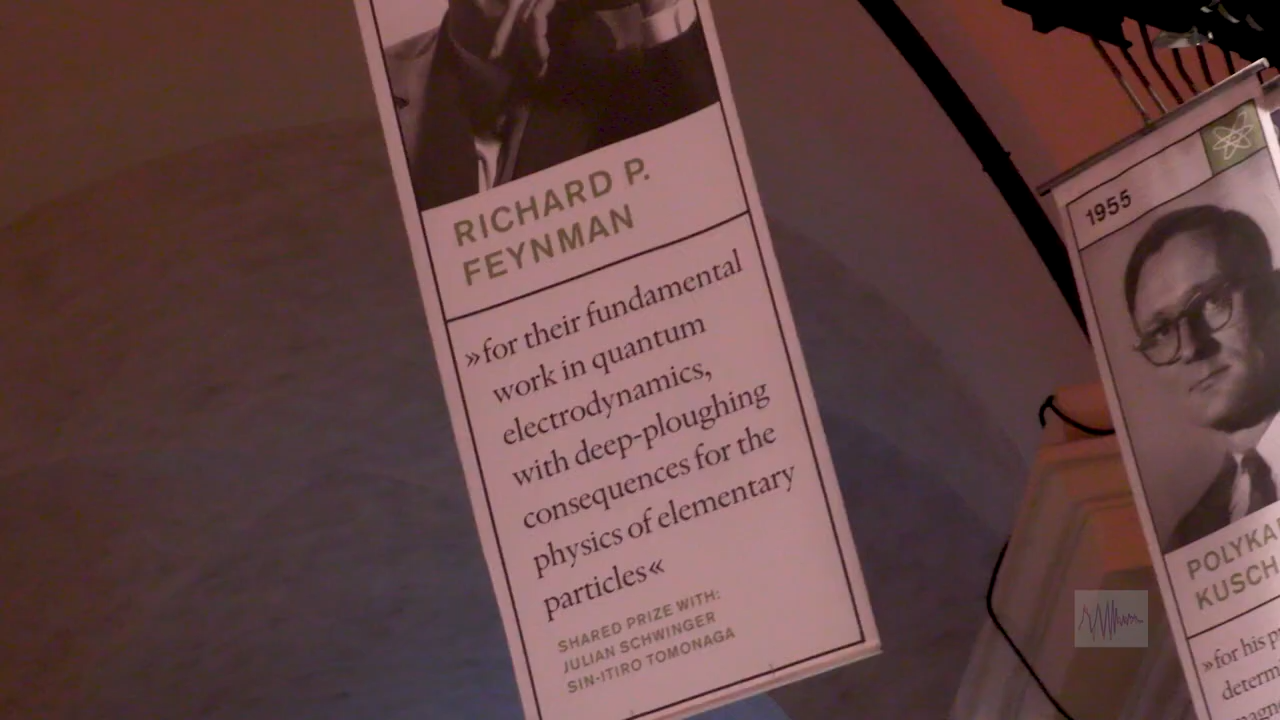 RICHARD P.
FEYNMAN
»for their fundamental
work in quantum
electrodynamics,
with deep-ploughing
consequences for the
physics of elementary
particles«
SHARED PRIZE WITH:
JULIAN SCHWINGER
SIN-ITIRO TOMONAGA
1955
POLYKA
KUSCH
»for his p
determ